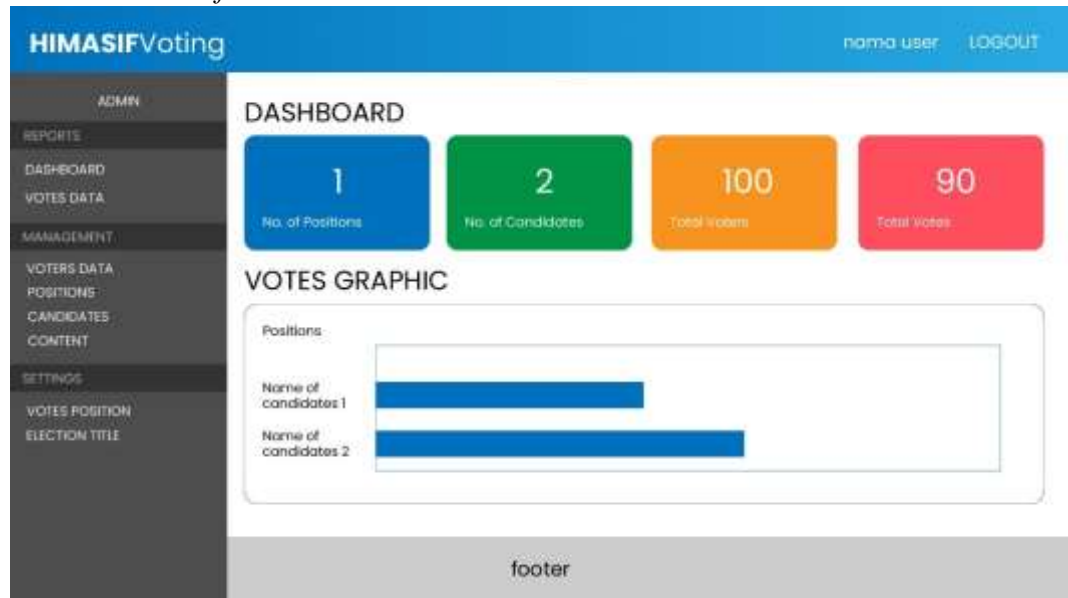 HIMASIFVoting
nama user LOGOUT
ADMIN
REPORTS
DASHBOARD
VOTES DATA
MANAGEMENT
VOTERS DATA
POSITIONS
CANDIDATES
CONTENT
SETTINGS
VOTES POSITION
ELECTION TITLE
DASHBOARD
1
No. of Positions
2
No. of Candidates
100
Total Voters
90
Total Votes
VOTES GRAPHIC
Positions
Name of
candidates 1
Name of
candidates 2
footer